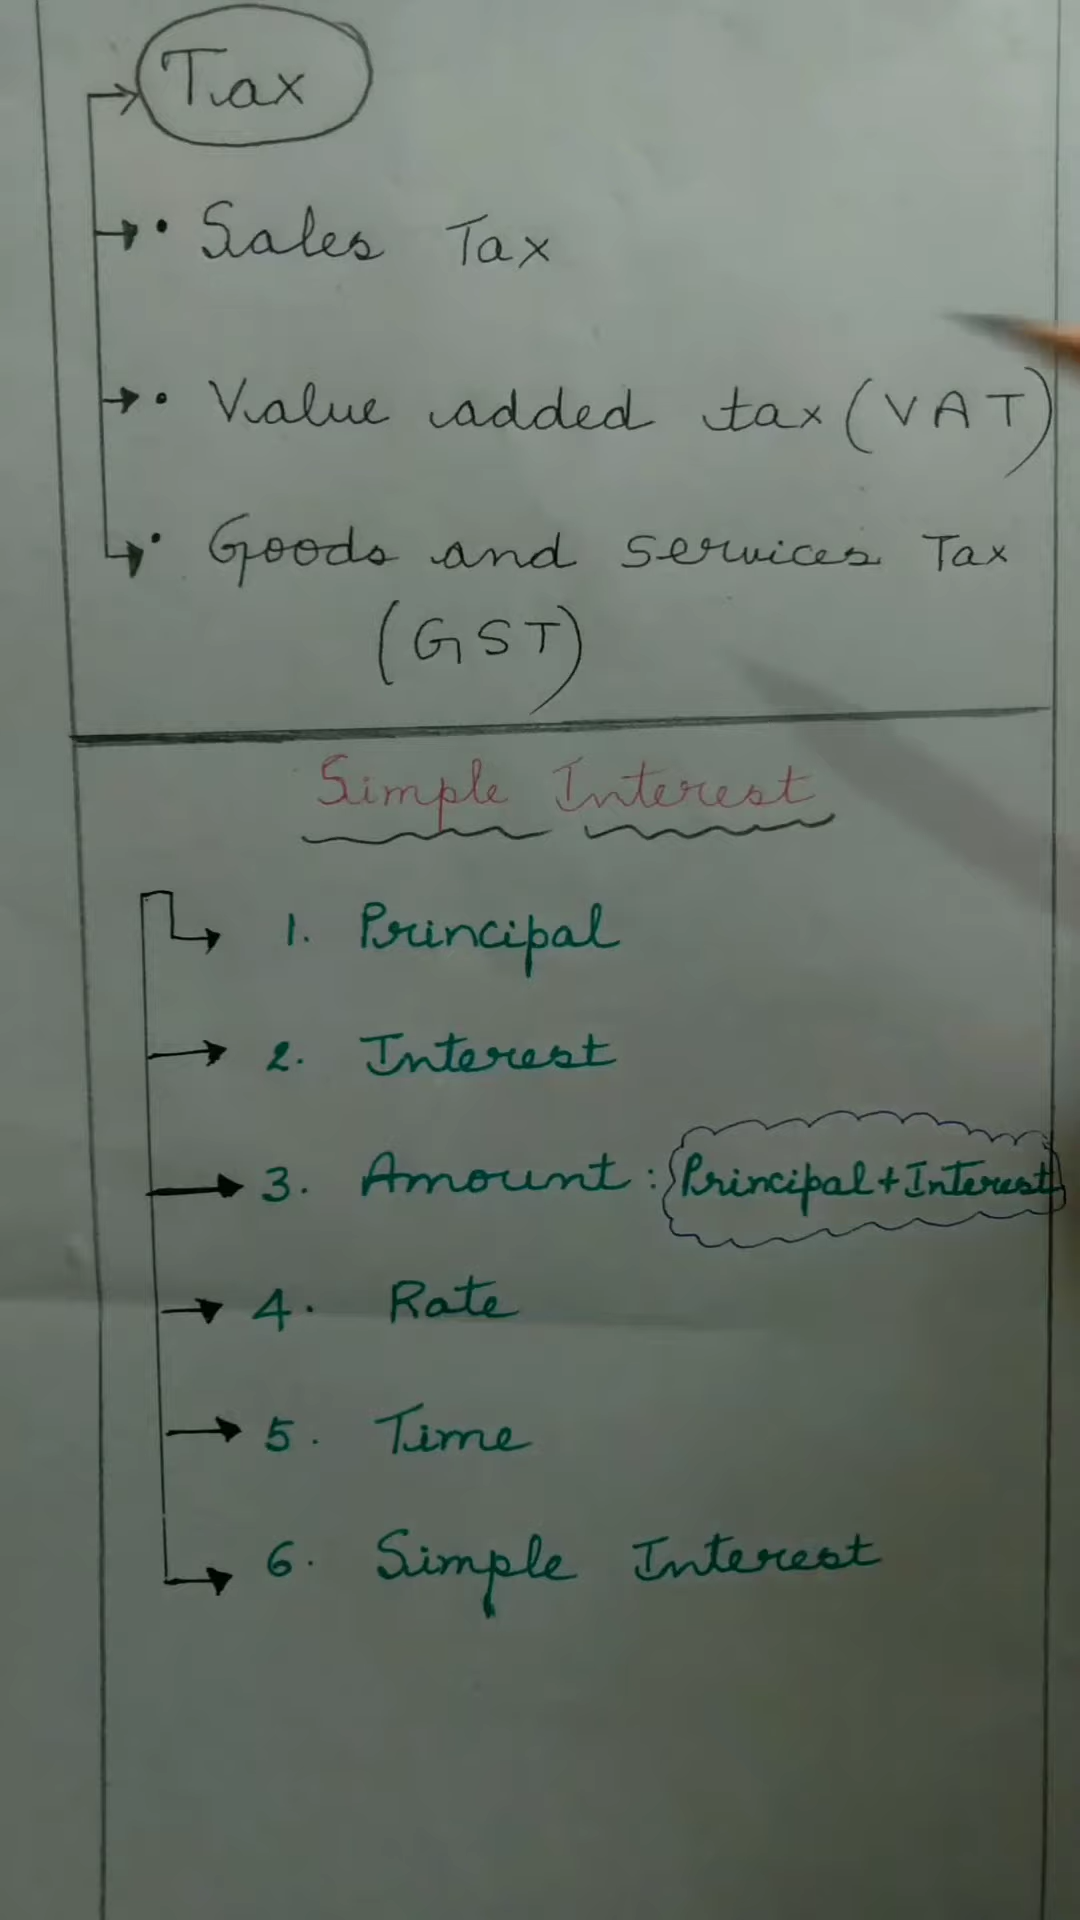 Tax
• Sales Tax
• Value added tax (VAT)
• Goods and services Tax
(GST)
Simple Interest
1. Principal
2. Interest
3. Amount : Principal + Interest
4. Rate
5. Time
6. Simple Interest